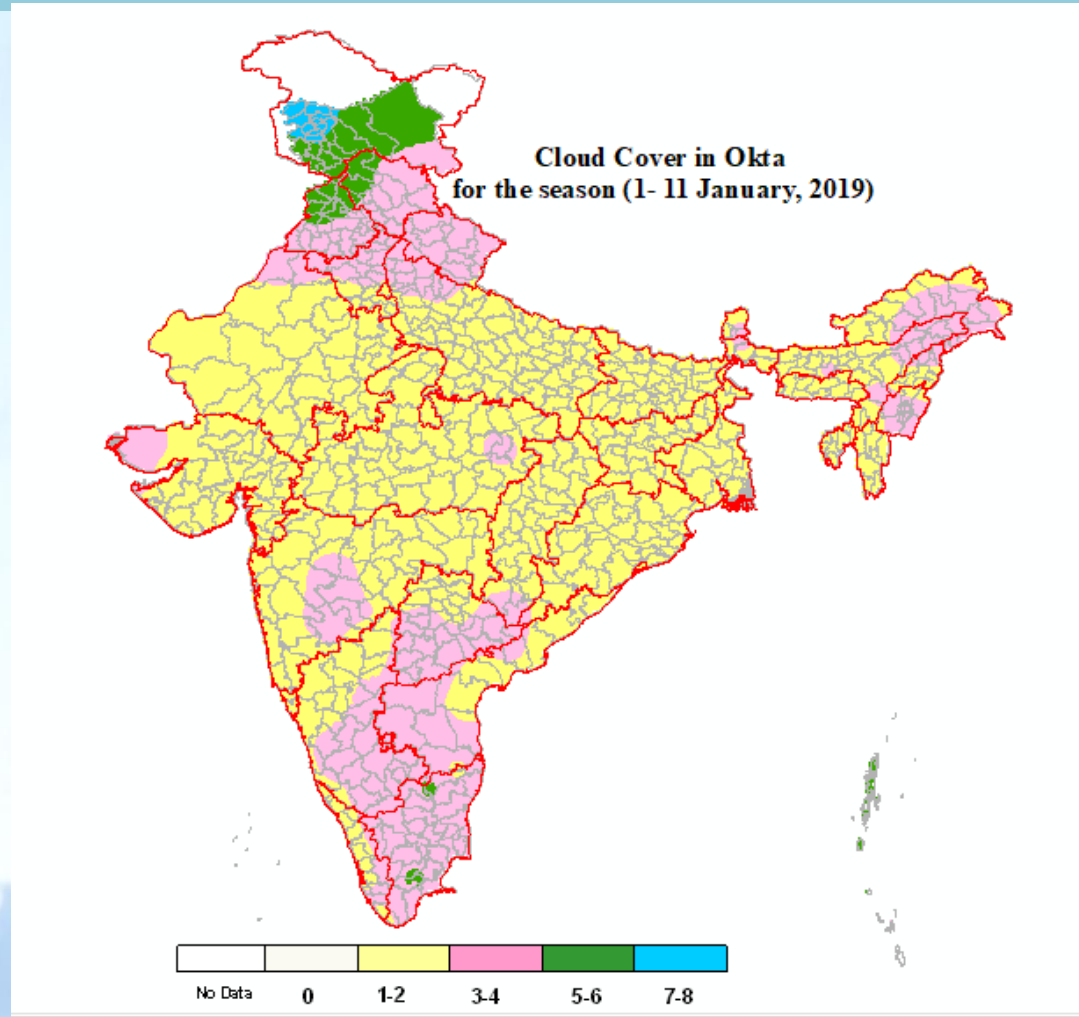 Cloud Cover in Okta
for the season (1- 11 January, 2019)
No Data 0 1-2 3-4 5-6 7-8